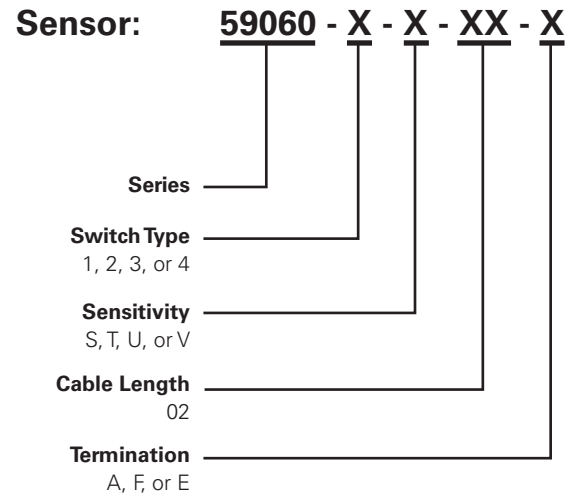 Sensor: 59060 - X - X - XX - X
Series
Switch Type
1, 2, 3, or 4
Sensitivity
S, T, U, or V
Cable Length
02
Termination
A, F, or E